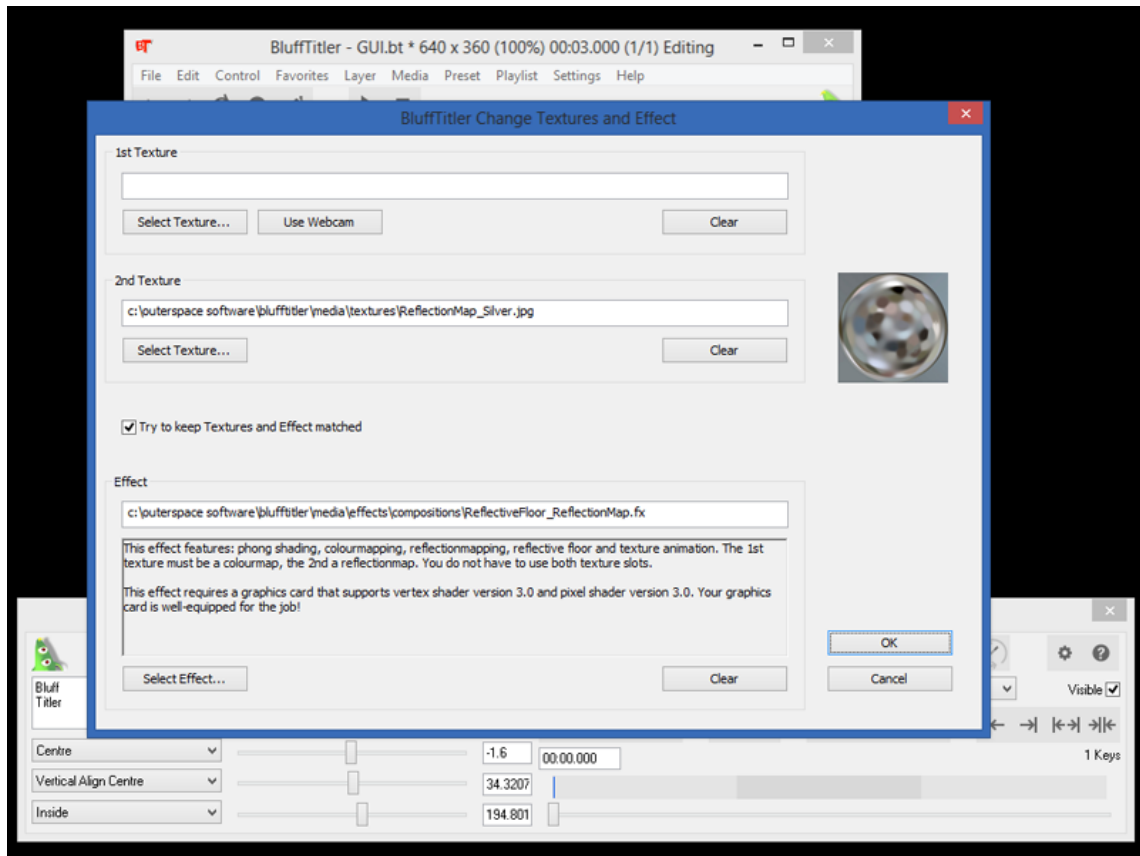 BT
BluffTitler - GUI.bt * 640 x 360 (100%) 00:03.000 (1/1) Editing
File Edit Control Favorites Layer Media Preset Playlist Settings Help
BluffTitler Change Textures and Effect
1st Texture
Select Texture... Use Webcam Clear
2nd Texture
c:\outerspace software\blufftitler\media\textures\ReflectionMap_Silver.jpg
Select Texture... Clear
Try to keep Textures and Effect matched
Effect
c:\outerspace software\blufftitler\media\effects\compositions\ReflectiveFloor_ReflectionMap.fx
This effect features: phong shading, colourmapping, reflectionmapping, reflective floor and texture animation. The 1st
texture must be a colourmap, the 2nd a reflectionmap. You do not have to use both texture slots.
This effect requires a graphics card that supports vertex shader version 3.0 and pixel shader version 3.0. Your graphics
card is well-equipped for the job!
OK
Select Effect... Clear Cancel
Bluff
Titler
Visible
Centre -1.6 00:00.000 1 Keys
Vertical Align Centre 34.3207
Inside 194.801